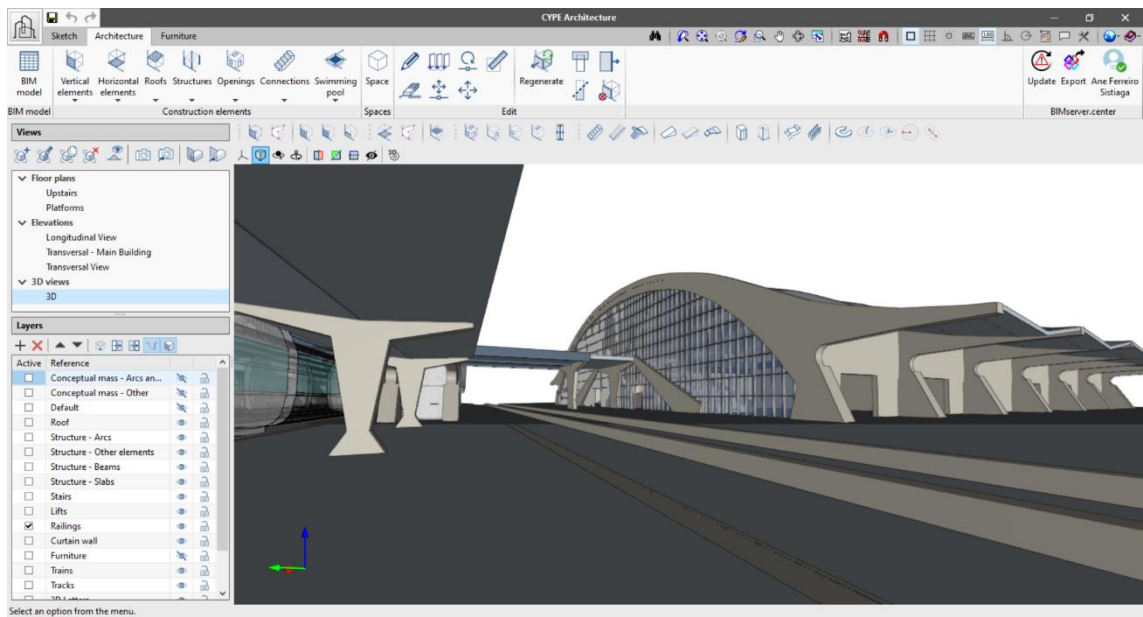 CYPE Architecture
Sketch Architecture Furniture
BIM model
Vertical elements
Horizontal elements
Roofs
Structures
Openings
Connections
Swimming pool
Space
Regenerate
Update
Export
Ane Ferreiro Sistiaga
BIM model
Construction elements
Spaces
Edit
BIMserver.center
Views
Floor plans
Upstairs
Platforms
Elevations
Longitudinal View
Transversal - Main Building
Transversal View
3D views
3D
Layers
Active Reference
Conceptual mass - Arcs an...
Conceptual mass - Other
Default
Roof
Structure - Arcs
Structure - Other elements
Structure - Beams
Structure - Slabs
Stairs
Lifts
Railings
Curtain wall
Furniture
Trains
Tracks
3D Letters
Select an option from the menu.